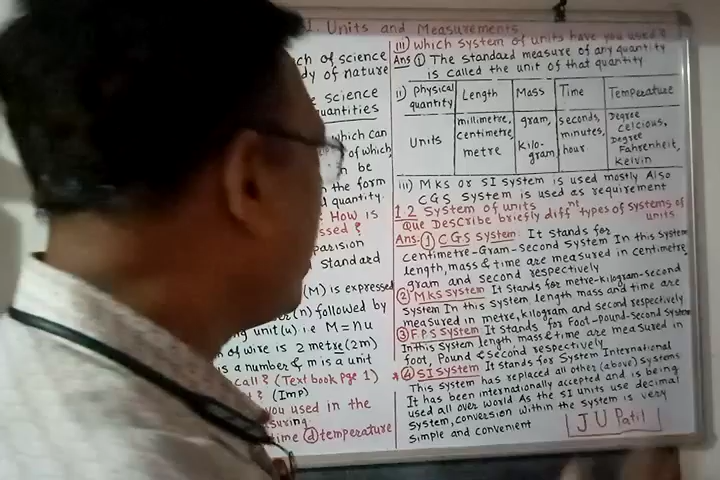 1. Units and Measurements
ch of science
dy of nature
science
uantities
which can
of which
n be
n the form
d quantity.
? How is
ssed ?
parision
standard
(M) is expressed
(n) followed by
ng unit(u) i.e M = nu
of wire is 2 metre(2m)
is a number & m is a unit
call? (Text book pge 1)
? (Imp)
you used in the
suring.
time (d) temperature
iii) Which system of units have you used?
Ans ① The standard measure of any quantity
is called the unit of that quantity
ii) Physical quantity Length Mass Time Temperature
Units millimetre, centimetre, metre gram, kilo-gram seconds, minutes, hour Degree Celcious, Degree Fahrenheit, Kelvin
iii) MKS or SI system is used mostly Also
CGS System is used as requirement
1.2 System of units
Que Describe briefly diffnt types of systems of
units
Ans. ① CGS System: It stands for
centimetre-Gram-Second System In this system
length, mass & time are measured in centimetre,
gram and second respectively
② MKS System It stands for metre-kilogram-second
system In this System length mass and time are
measured in metre, kilogram and second respectively
③ F.P.S System It stands for Foot-Pound-Second System
In this system length, mass & time are measured in
foot, Pound & second respectively
④ SI System It stands for System International
This system has replaced all other (above) Systems
It has been internationally accepted and is being
used all over World As the SI units use decimal
System, conversion within the System is very
simple and convenient
J U Patil